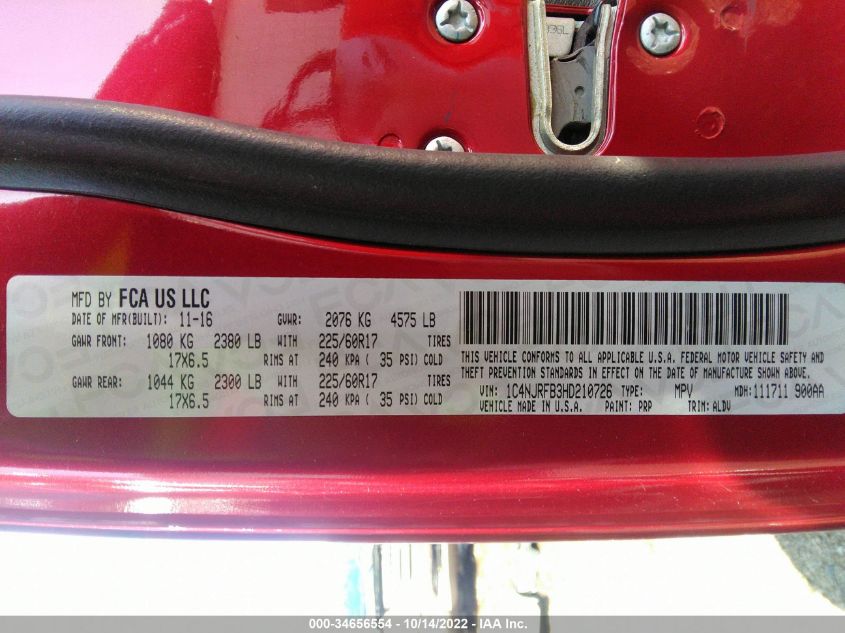 MFD BY FCA US LLC
DATE OF MFR(BUILT): 11-16 GVWR: 2076 KG 4575 LB
GAWR FRONT: 1080 KG 2380 LB WITH 225/60R17 TIRES
17X6.5 RIMS AT 240 KPA ( 35 PSI) COLD
GAWR REAR: 1044 KG 2300 LB WITH 225/60R17 TIRES
17X6.5 RIMS AT 240 KPA ( 35 PSI) COLD
THIS VEHICLE CONFORMS TO ALL APPLICABLE U.S.A. FEDERAL MOTOR VEHICLE SAFETY AND
THEFT PREVENTION STANDARDS IN EFFECT ON THE DATE OF MANUFACTURE SHOWN ABOVE.
VIN: 1C4NJRFB3HD210726 TYPE: MPV MDH:111711 900AA
VEHICLE MADE IN U.S.A. PAINT: PRP TRIM: ALDV
000-34656554 - 10/14/2022 - IAA Inc.